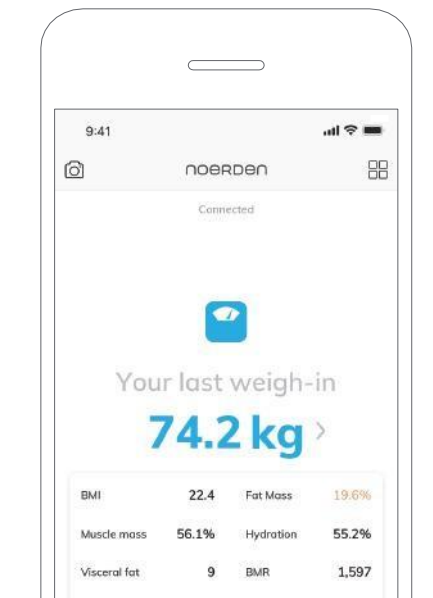 9:41
NOERDEN
Connected
Your last weigh-in
74.2 kg
BMI 22.4 Fat Mass 19.6%
Muscle mass 56.1% Hydration 55.2%
Visceral fat 9 BMR 1,597